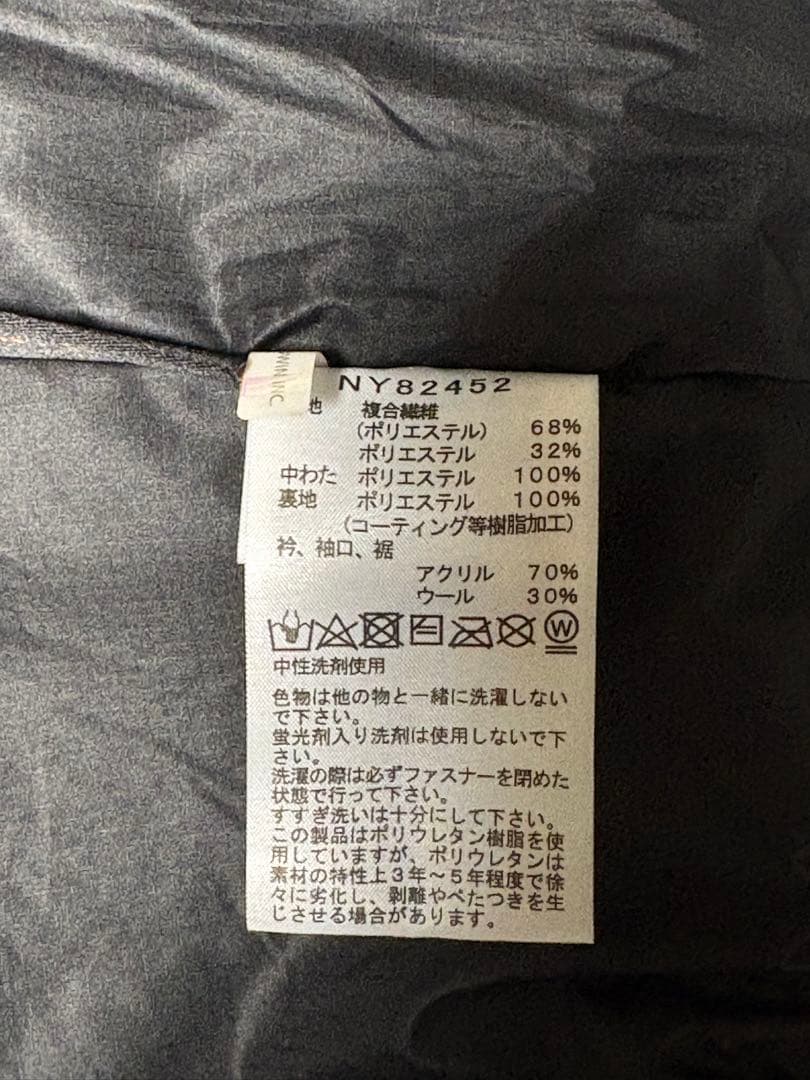 NY82452
地 複合繊維
(ポリエステル) 68%
ポリエステル 32%
中わた ポリエステル 100%
裏地 ポリエステル 100%
(コーティング等樹脂加工)
衿、袖口、裾
アクリル 70%
ウール 30%
W
中性洗剤使用
色物は他の物と一緒に洗濯しない
で下さい。
蛍光剤入り洗剤は使用しないで下
さい。
洗濯の際は必ずファスナーを閉めた
状態で行って下さい。
すすぎ洗いは十分にして下さい。
この製品はポリウレタン樹脂を使
用していますが、ポリウレタンは
素材の特性上3年～5年程度で徐
々に劣化し、剥離やべたつきを生
じさせる場合があります。